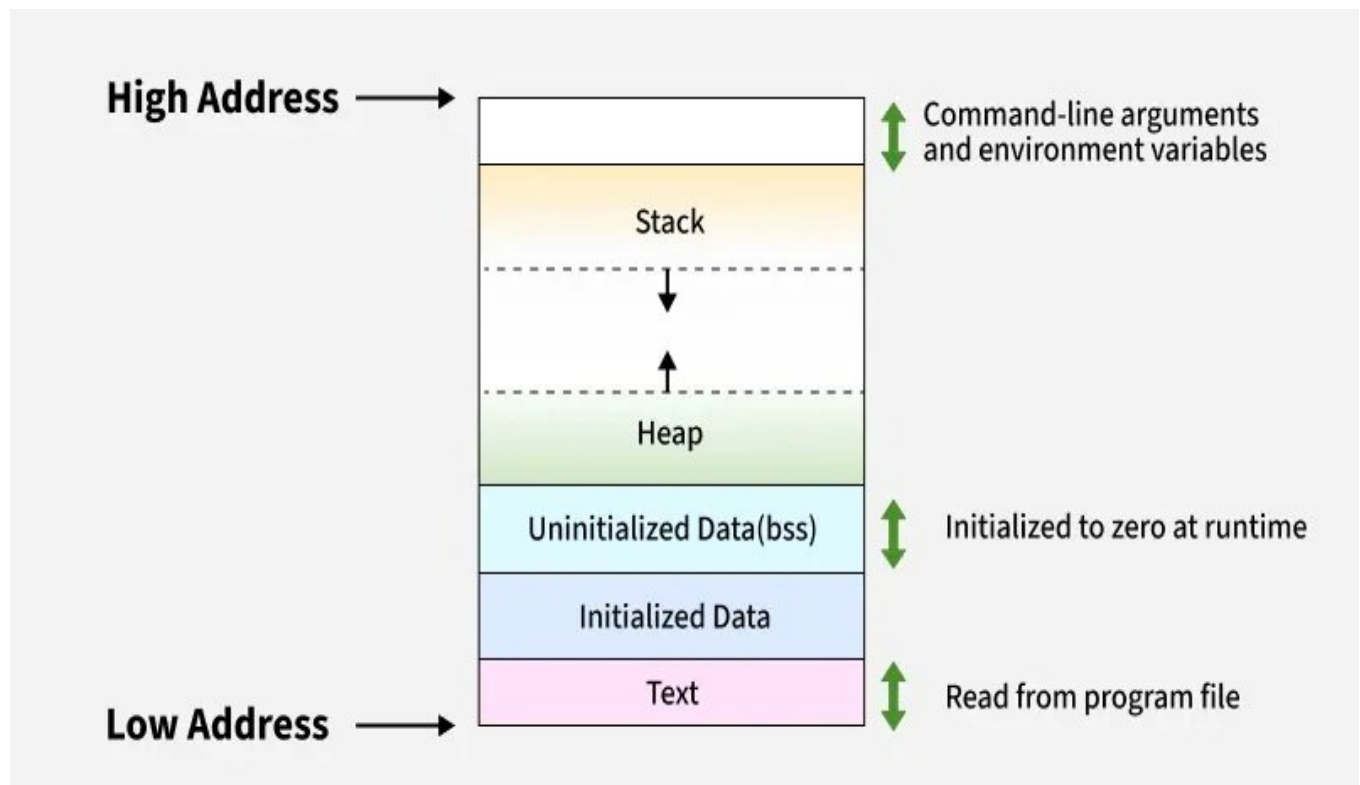 High Address
Command-line arguments
and environment variables
Stack
Heap
Uninitialized Data(bss)
Initialized to zero at runtime
Initialized Data
Text
Read from program file
Low Address